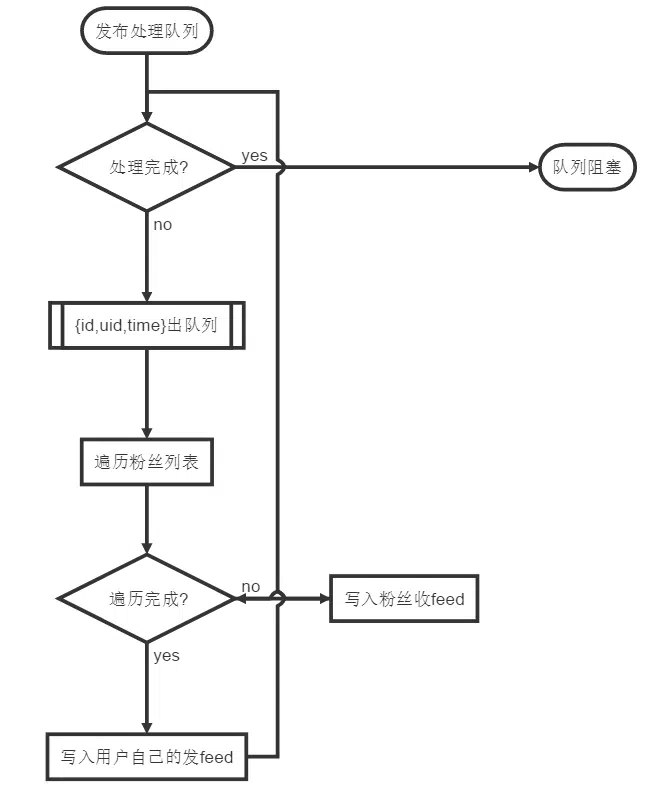 发布处理队列
处理完成?
yes
队列阻塞
no
{id,uid,time}出队列
遍历粉丝列表
遍历完成?
no
写入粉丝收feed
yes
写入用户自己的发feed